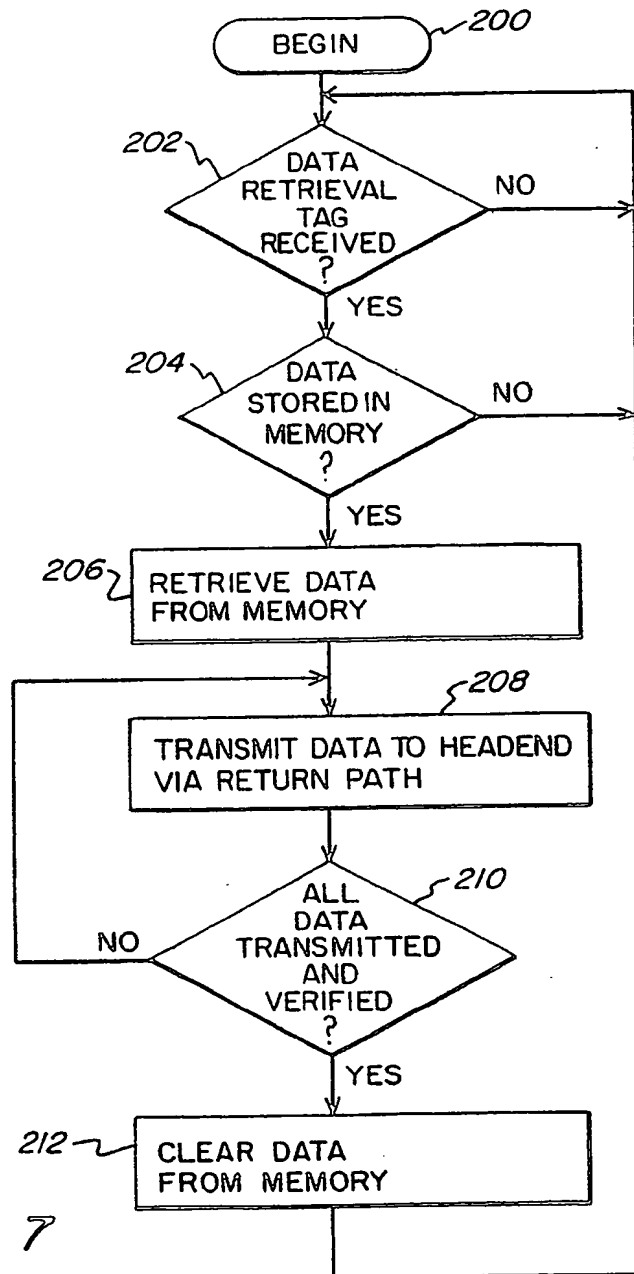 BEGIN
200
202
DATA
RETRIEVAL
TAG
RECEIVED
?
NO
YES
204
DATA
STORED IN
MEMORY
?
NO
YES
206
RETRIEVE DATA
FROM MEMORY
208
TRANSMIT DATA TO HEADEND
VIA RETURN PATH
210
ALL
DATA
TRANSMITTED
AND
VERIFIED
?
NO
YES
212
CLEAR DATA
FROM MEMORY
7